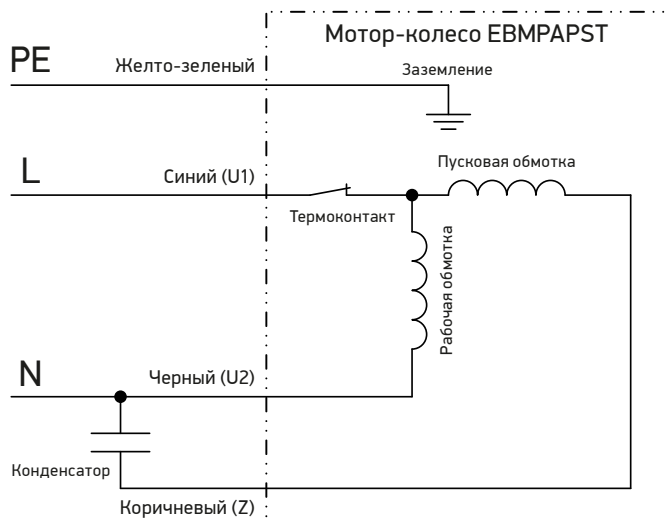 Мотор-колесо EBMPAPST
PE
Желто-зеленый
Заземление
L
Синий (U1)
Термоконтакт
Пусковая обмотка
Рабочая обмотка
N
Черный (U2)
Конденсатор
Коричневый (Z)